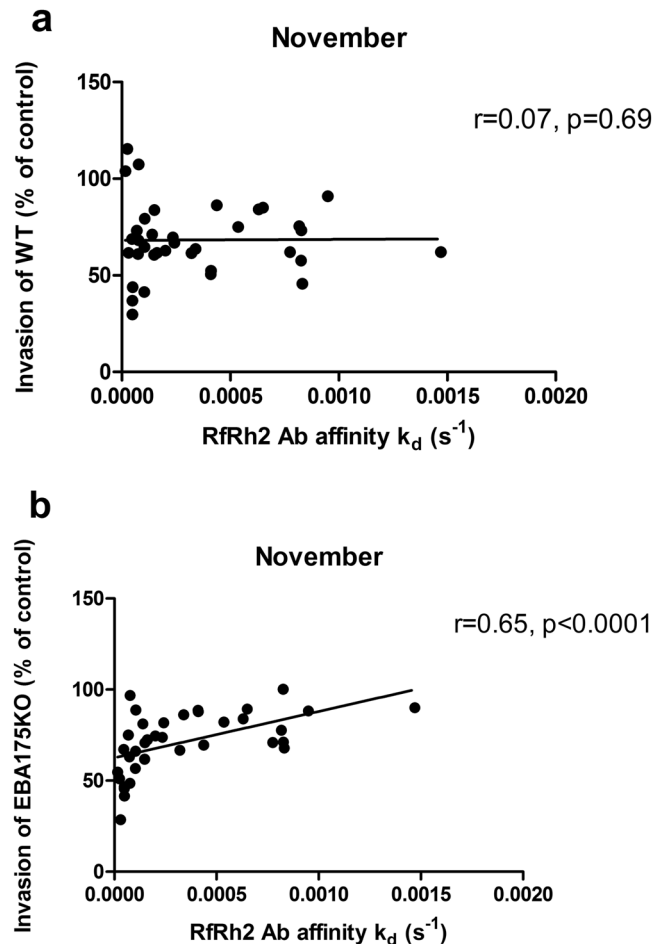 a
November
r=0.07, p=0.69
Invasion of WT (% of control)
150
100
50
0
0.0000 0.0005 0.0010 0.0015 0.0020
RfRh2 Ab affinity k_d (s⁻¹)
b
November
r=0.65, p<0.0001
Invasion of EBA175KO (% of control)
150
100
50
0
0.0000 0.0005 0.0010 0.0015 0.0020
RfRh2 Ab affinity k_d (s⁻¹)